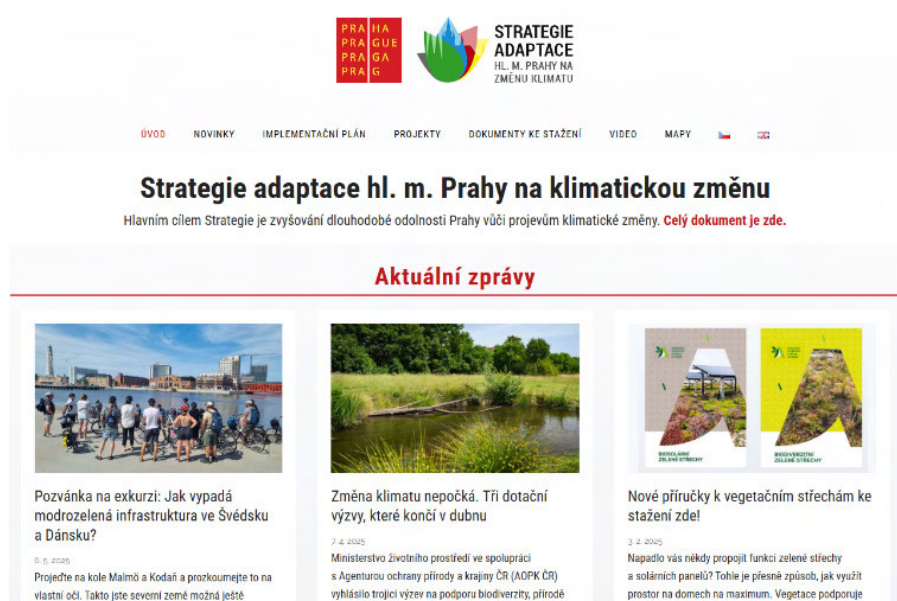 PRA HA
PRA GUE
PRA GA
PRA G
STRATEGIE
ADAPTACE
HL. M. PRAHY NA
ZMĚNU KLIMATU
ÚVOD NOVINKY IMPLEMENTAČNÍ PLÁN PROJEKTY DOKUMENTY KE STAŽENÍ VIDEO MAPY
Strategie adaptace hl. m. Prahy na klimatickou změnu
Hlavním cílem Strategie je zvyšování dlouhodobé odolnosti Prahy vůči projevům klimatické změny. Celý dokument je zde.
Aktuální zprávy
Pozvánka na exkurzi: Jak vypadá
modrozelená infrastruktura ve Švédsku
a Dánsku?
6. 5. 2025
Projeďte na kole Malmö a Kodaň a prozkoumejte to na
vlastní oči. Takto jste severní země možná ještě
Změna klimatu nepočká. Tři dotační
výzvy, které končí v dubnu
7. 4. 2025
Ministerstvo životního prostředí ve spolupráci
s Agenturou ochrany přírody a krajiny ČR (AOPK ČR)
vyhlásilo trojici výzev na podporu biodiverzity, přírodě
BIOSOLÁRNÍ
ZELENÉ STŘECHY
BIODIVERZITNÍ
ZELENÉ STŘECHY
Nové příručky k vegetačním střechám ke
stažení zde!
3. 2. 2025
Napadlo vás někdy propojit funkci zelené střechy
a solárních panelů? Tohle je přesně způsob, jak využít
prostor na domech na maximum. Vegetace podporuje